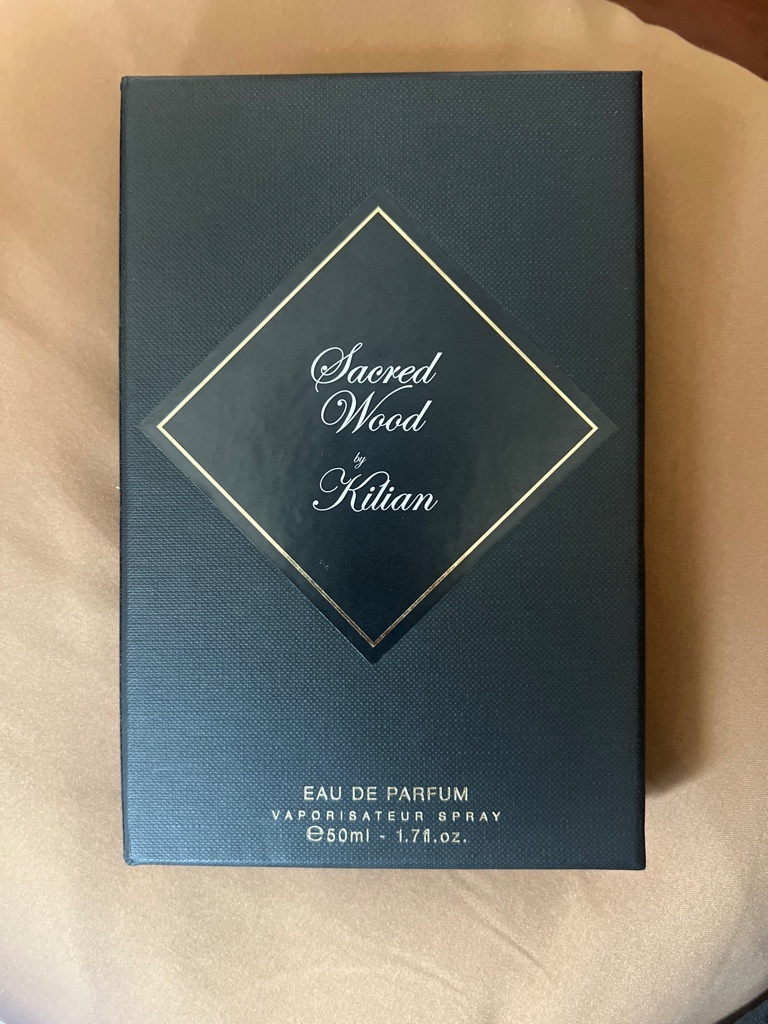 Sacred
Wood
by
Kilian
EAU DE PARFUM
VAPORISATEUR SPRAY
℮50ml - 1.7fl.oz.